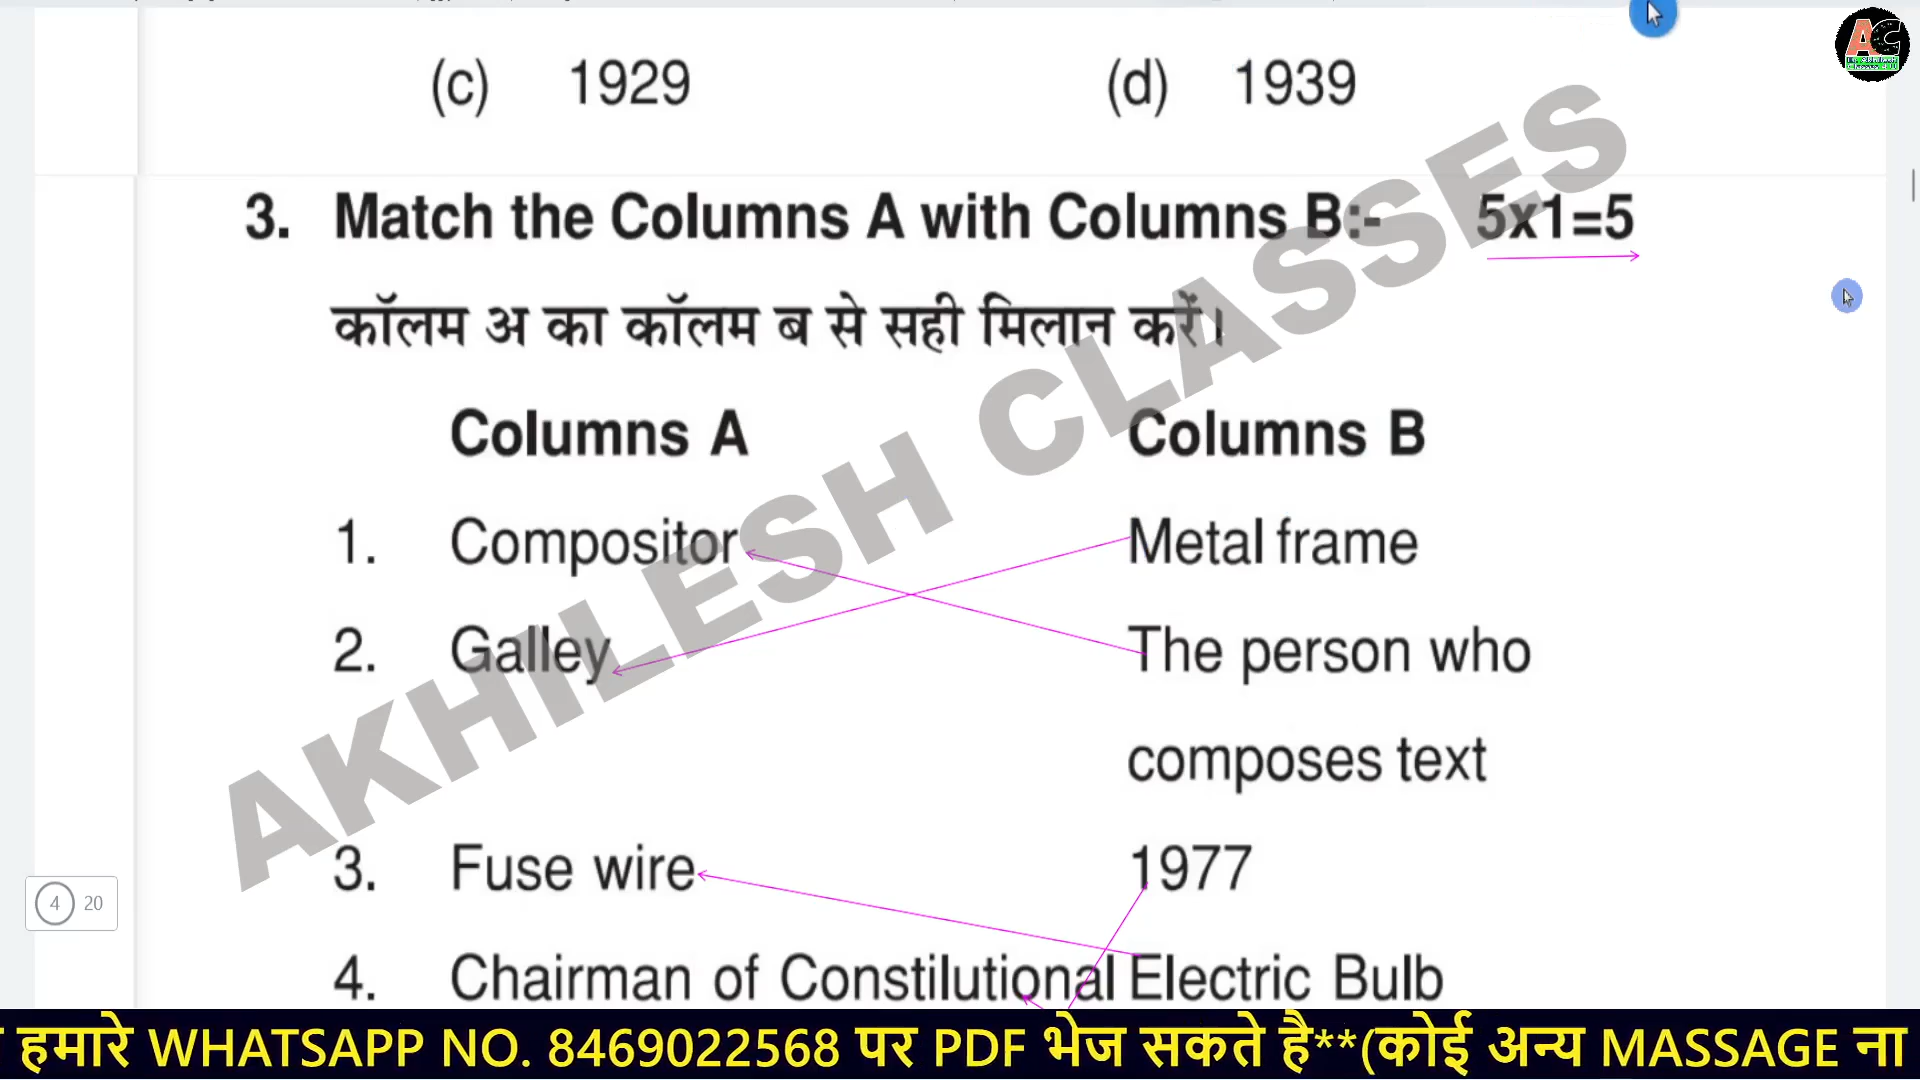 (c) 1929 (d) 1939
3. Match the Columns A with Columns B:- 5x1=5
कॉलम अ का कॉलम ब से सही मिलान करें।
Columns A Columns B
1. Compositor Metal frame
2. Galley The person who
composes text
3. Fuse wire 1977
4. Chairman of Constilutional Electric Bulb
AKHILESH CLASSES
4 20
AC
हमारे WHATSAPP NO. 8469022568 पर PDF भेज सकते है**(कोई अन्य MASSAGE ना